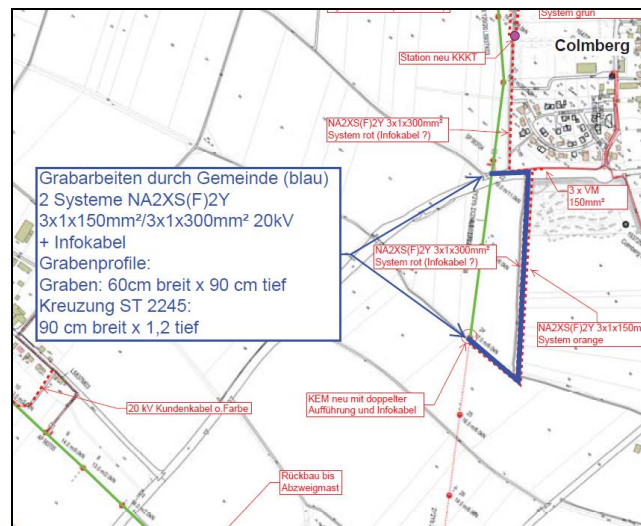 System grün
Colmberg
Station neu KKKT
NA2XS(F)2Y 3x1x300mm²
System rot (Infokabel ?)
Grabarbeiten durch Gemeinde (blau)
2 Systeme NA2XS(F)2Y
3x1x150mm²/3x1x300mm² 20kV
+ Infokabel
Grabenprofile:
Graben: 60cm breit x 90 cm tief
Kreuzung ST 2245:
90 cm breit x 1,2 tief
3 x VM
150mm²
NA2XS(F)2Y 3x1x300mm²
System rot (Infokabel ?)
NA2XS(F)2Y 3x1x150m
System orange
KEM neu mit doppelter
Aufführung und Infokabel
20 kV Kundenkabel o.Farbe
Rückbau bis
Abzweigmast